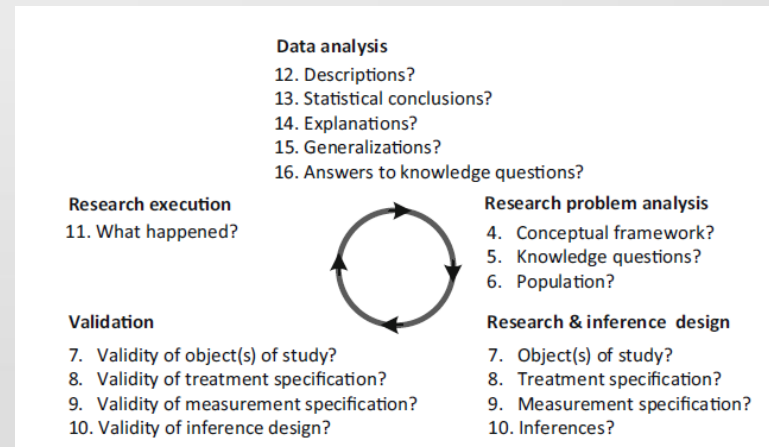 Data analysis
12. Descriptions?
13. Statistical conclusions?
14. Explanations?
15. Generalizations?
16. Answers to knowledge questions?
Research execution
11. What happened?
Research problem analysis
4. Conceptual framework?
5. Knowledge questions?
6. Population?
Validation
7. Validity of object(s) of study?
8. Validity of treatment specification?
9. Validity of measurement specification?
10. Validity of inference design?
Research & inference design
7. Object(s) of study?
8. Treatment specification?
9. Measurement specification?
10. Inferences?